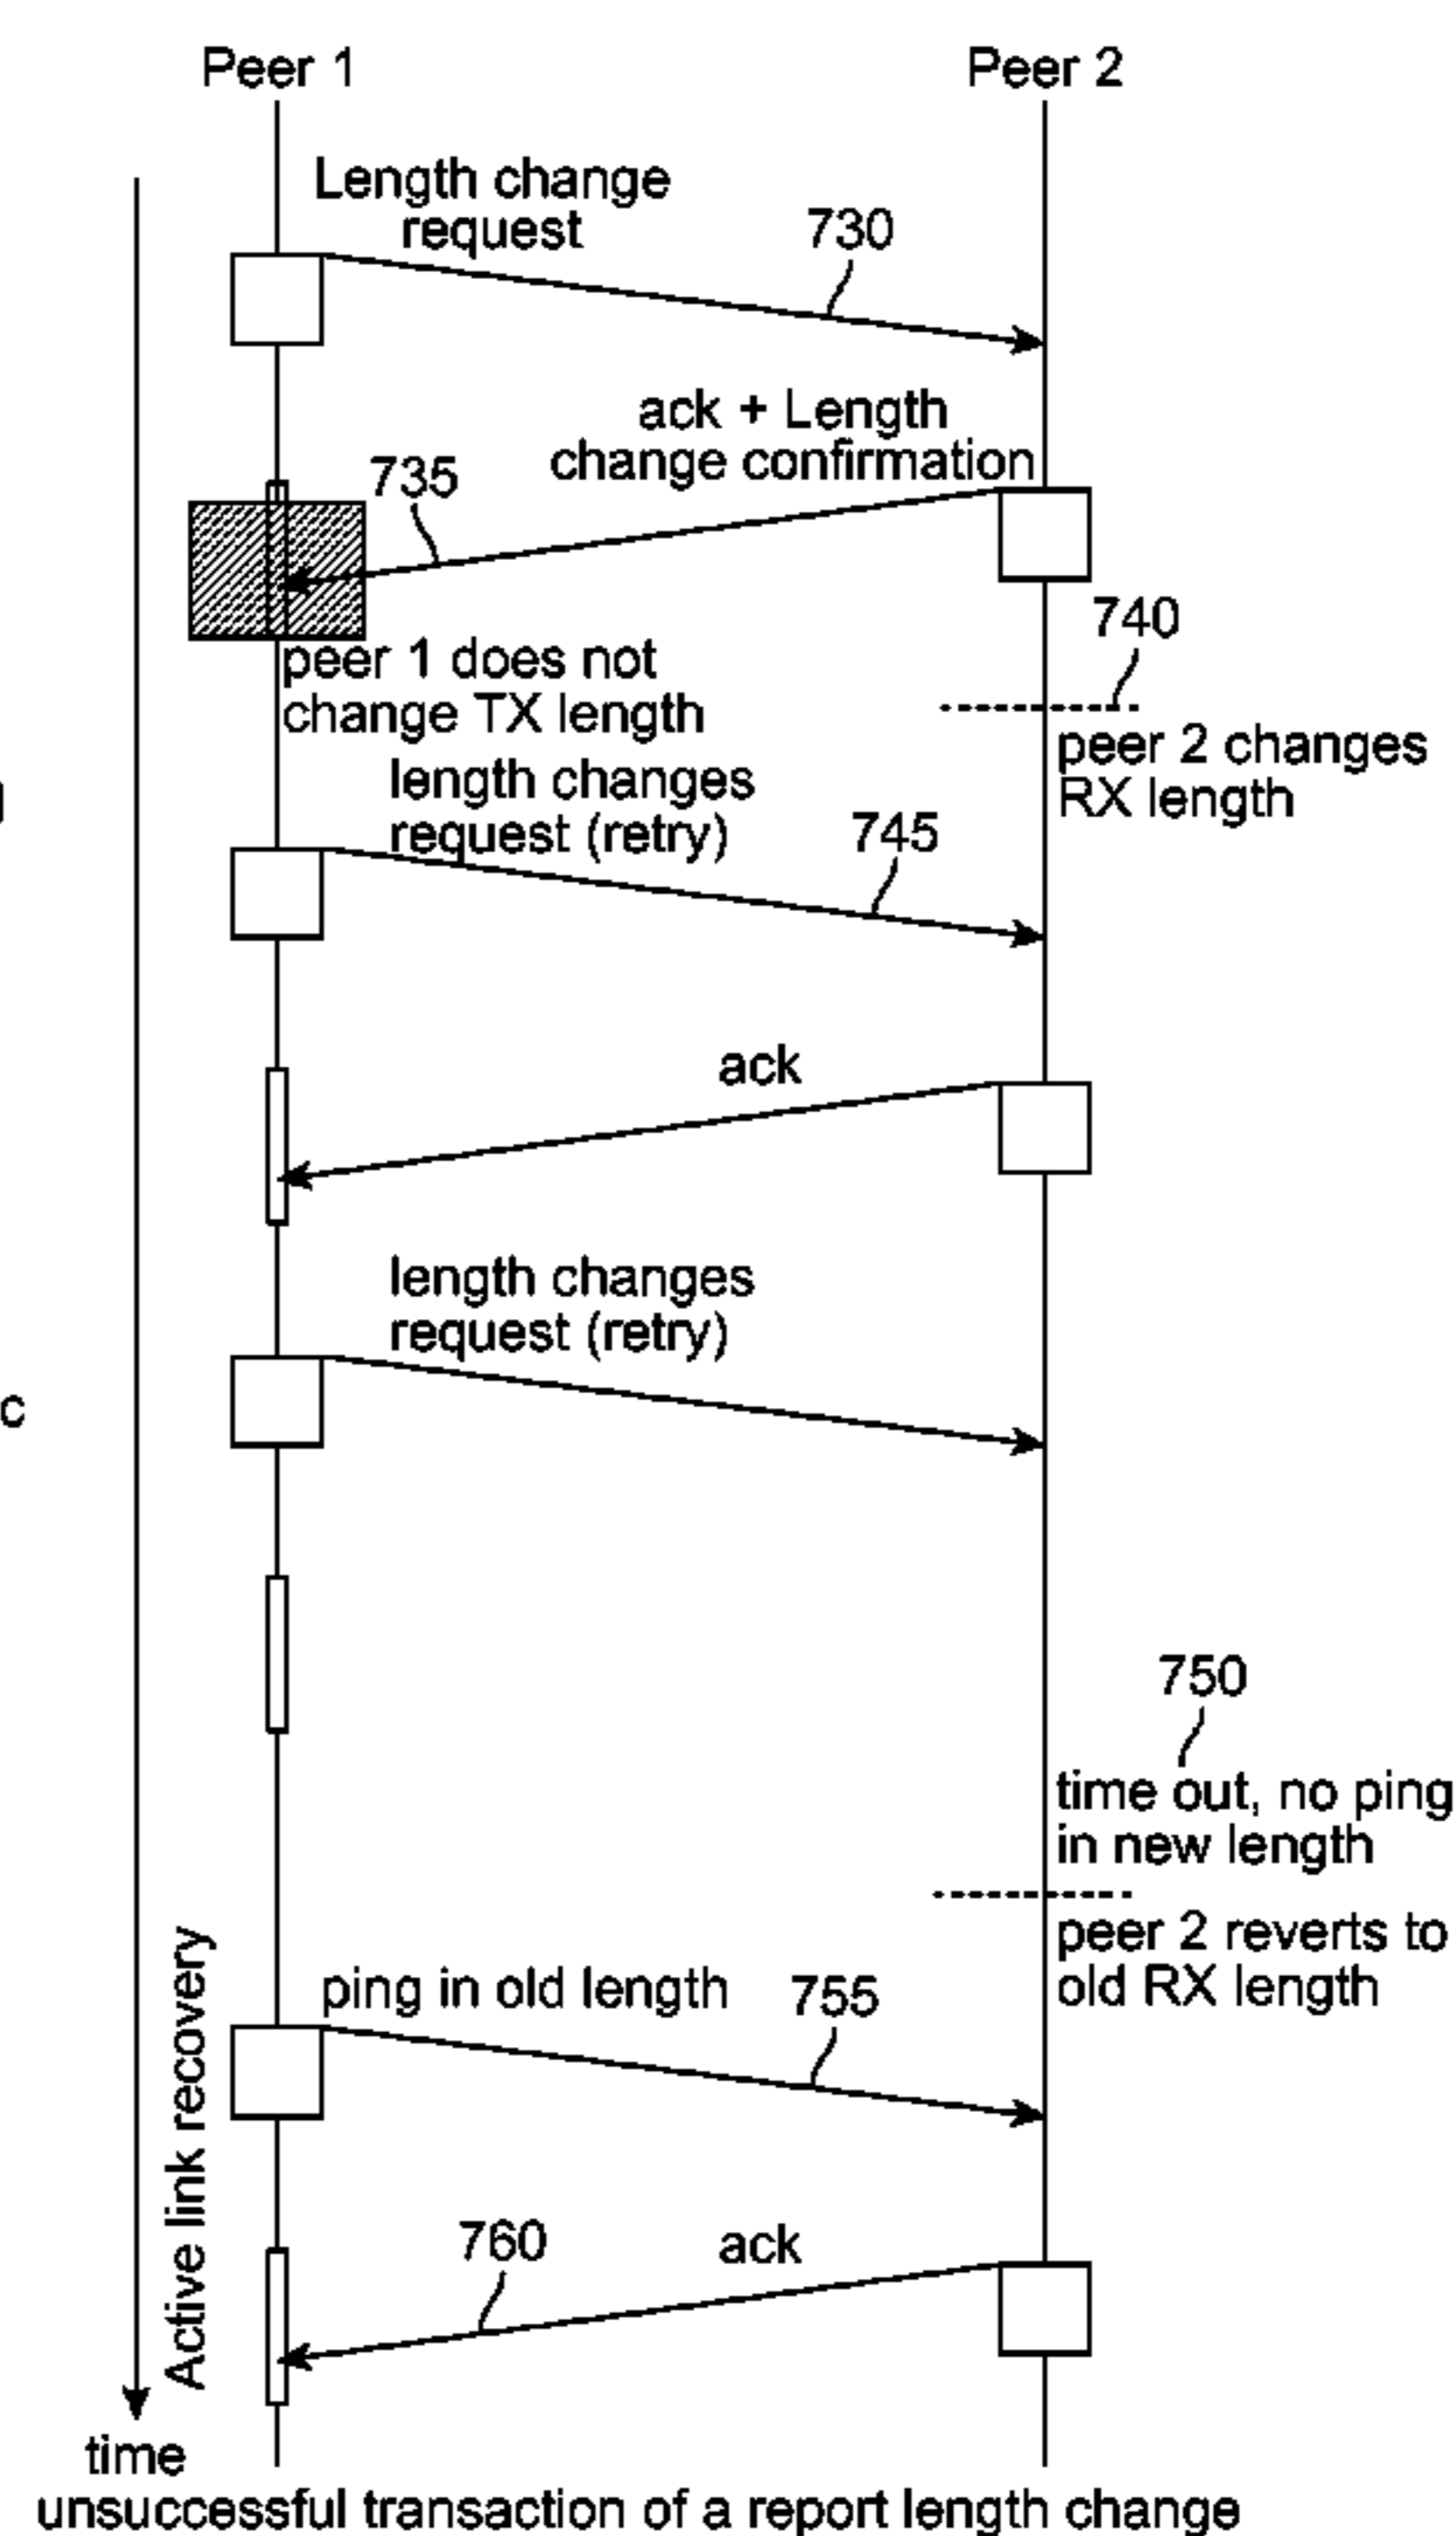 Peer 1
Peer 2
Length change
request
730
ack + Length
change confirmation
735
740
peer 1 does not
change TX length
peer 2 changes
RX length
length changes
request (retry)
745
ack
length changes
request (retry)
c
750
time out, no ping
in new length
peer 2 reverts to
old RX length
ping in old length
755
Active link recovery
760
ack
time
unsuccessful transaction of a report length change